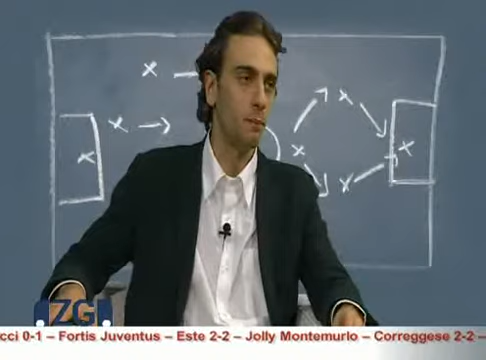 ZG!
cci 0-1 – Fortis Juventus – Este 2-2 – Jolly Montemurlo – Correggese 2-2 –